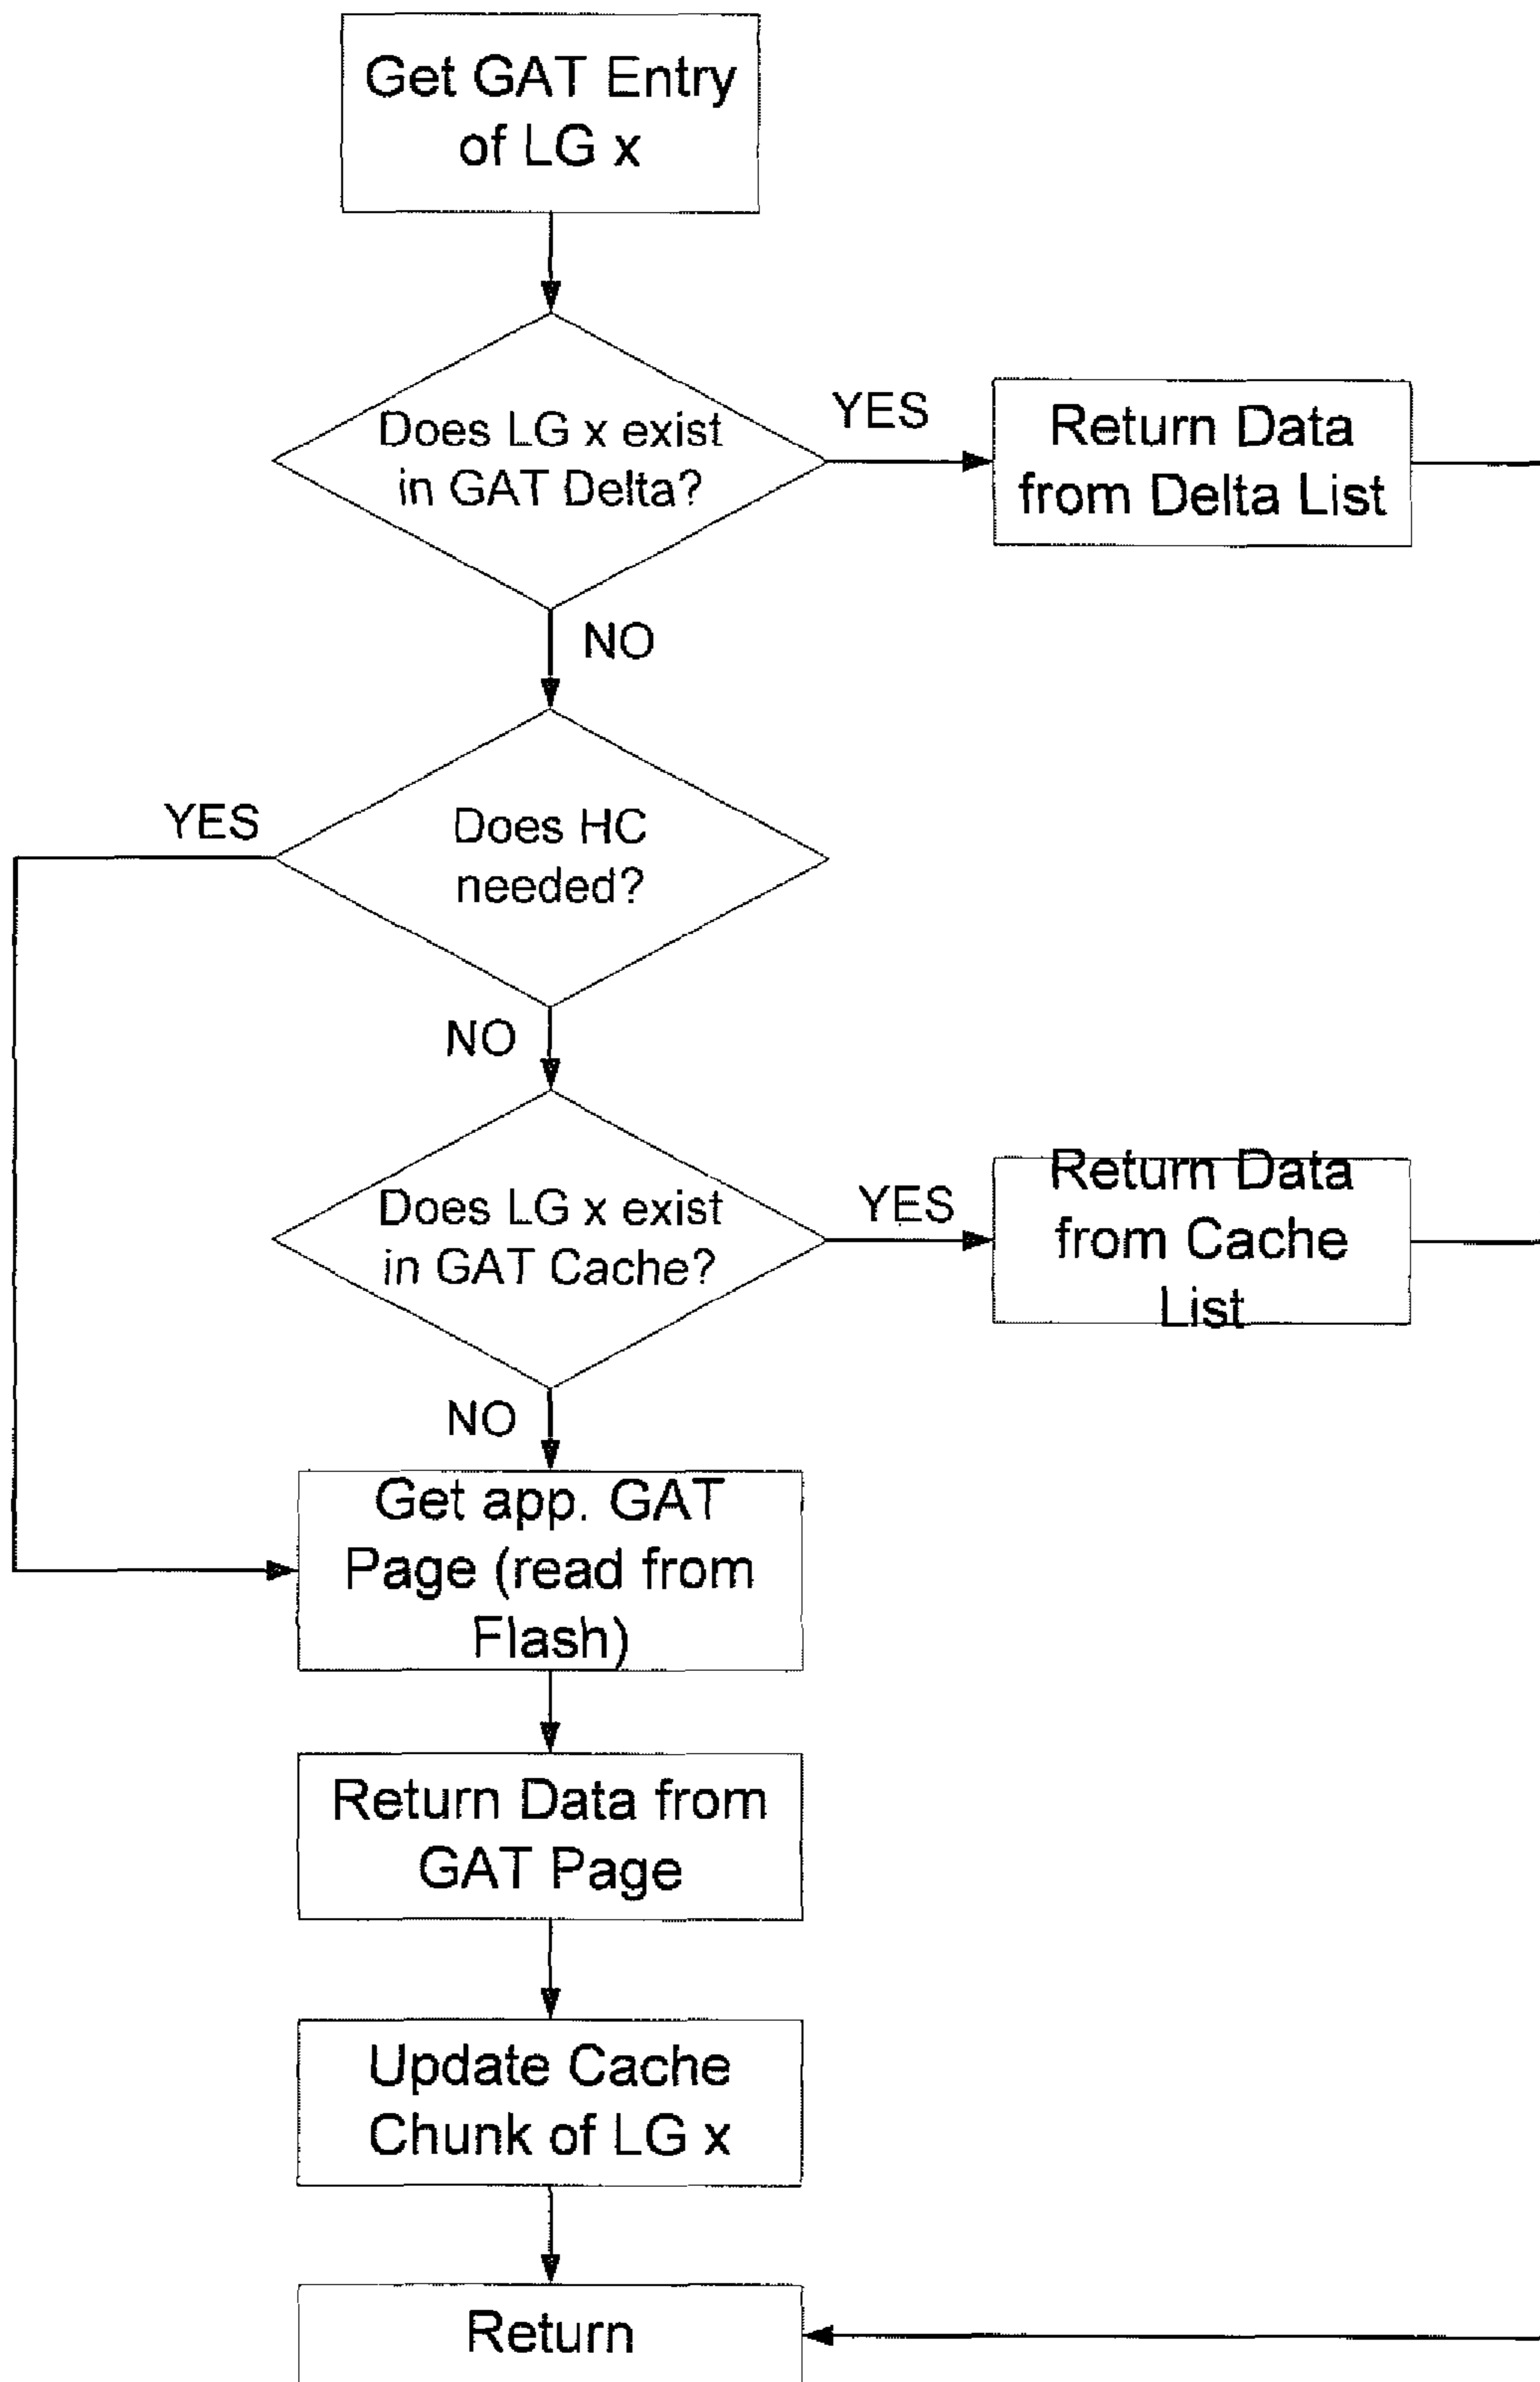 Get GAT Entry
of LG x
Does LG x exist
in GAT Delta?
YES
Return Data
from Delta List
NO
YES
Does HC
needed?
NO
Does LG x exist
in GAT Cache?
YES
Return Data
from Cache
List
NO
Get app. GAT
Page (read from
Flash)
Return Data from
GAT Page
Update Cache
Chunk of LG x
Return